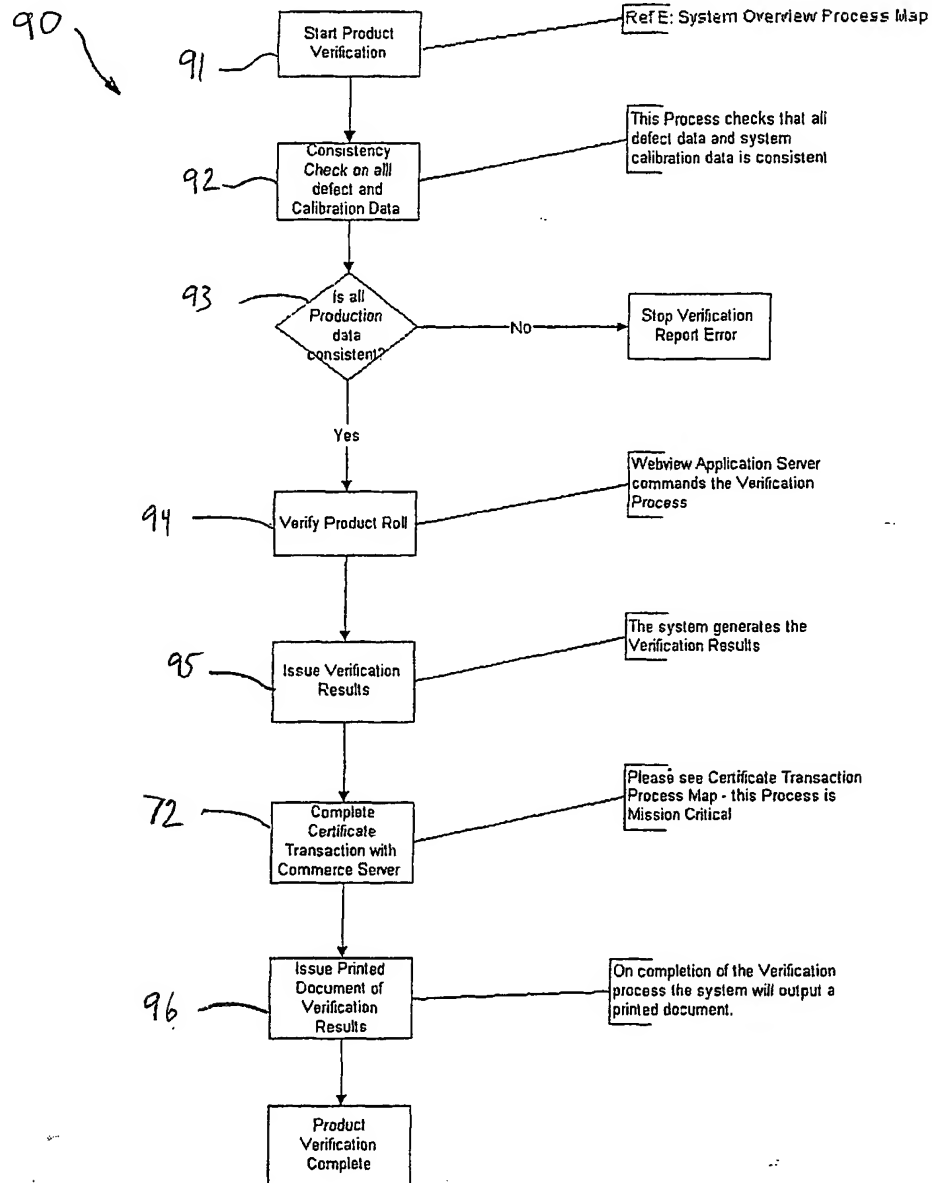 90
Start Product
Verification
91
Ref E: System Overview Process Map
Consistency
Check on alll
defect and
Calibration Data
92
This Process checks that all
defect data and system
calibration data is consistent
93
Is all
Production
data
consistent?
No
Stop Verification
Report Error
Yes
94
Verify Product Roll
Webview Application Server
commands the Verification
Process
95
Issue Verification
Results
The system generates the
Verification Results
72
Complete
Certificate
Transaction with
Commerce Server
Please see Certificate Transaction
Process Map - this Process is
Mission Critical
96
Issue Printed
Document of
Verification
Results
On completion of the Verification
process the system will output a
printed document.
Product
Verification
Complete